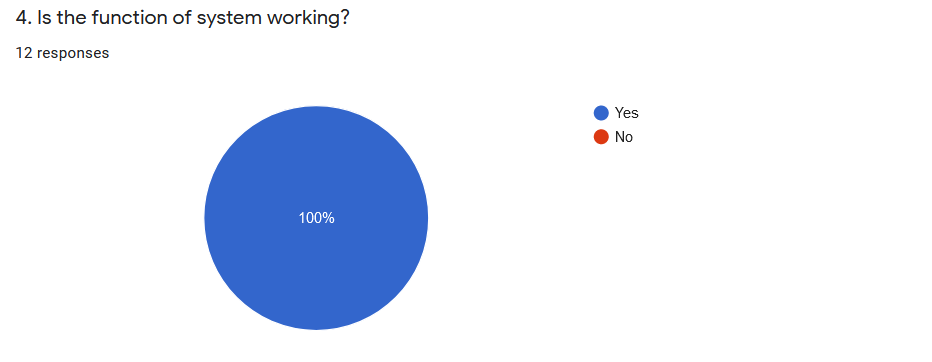 4. Is the function of system working?
12 responses
Yes
No
100%